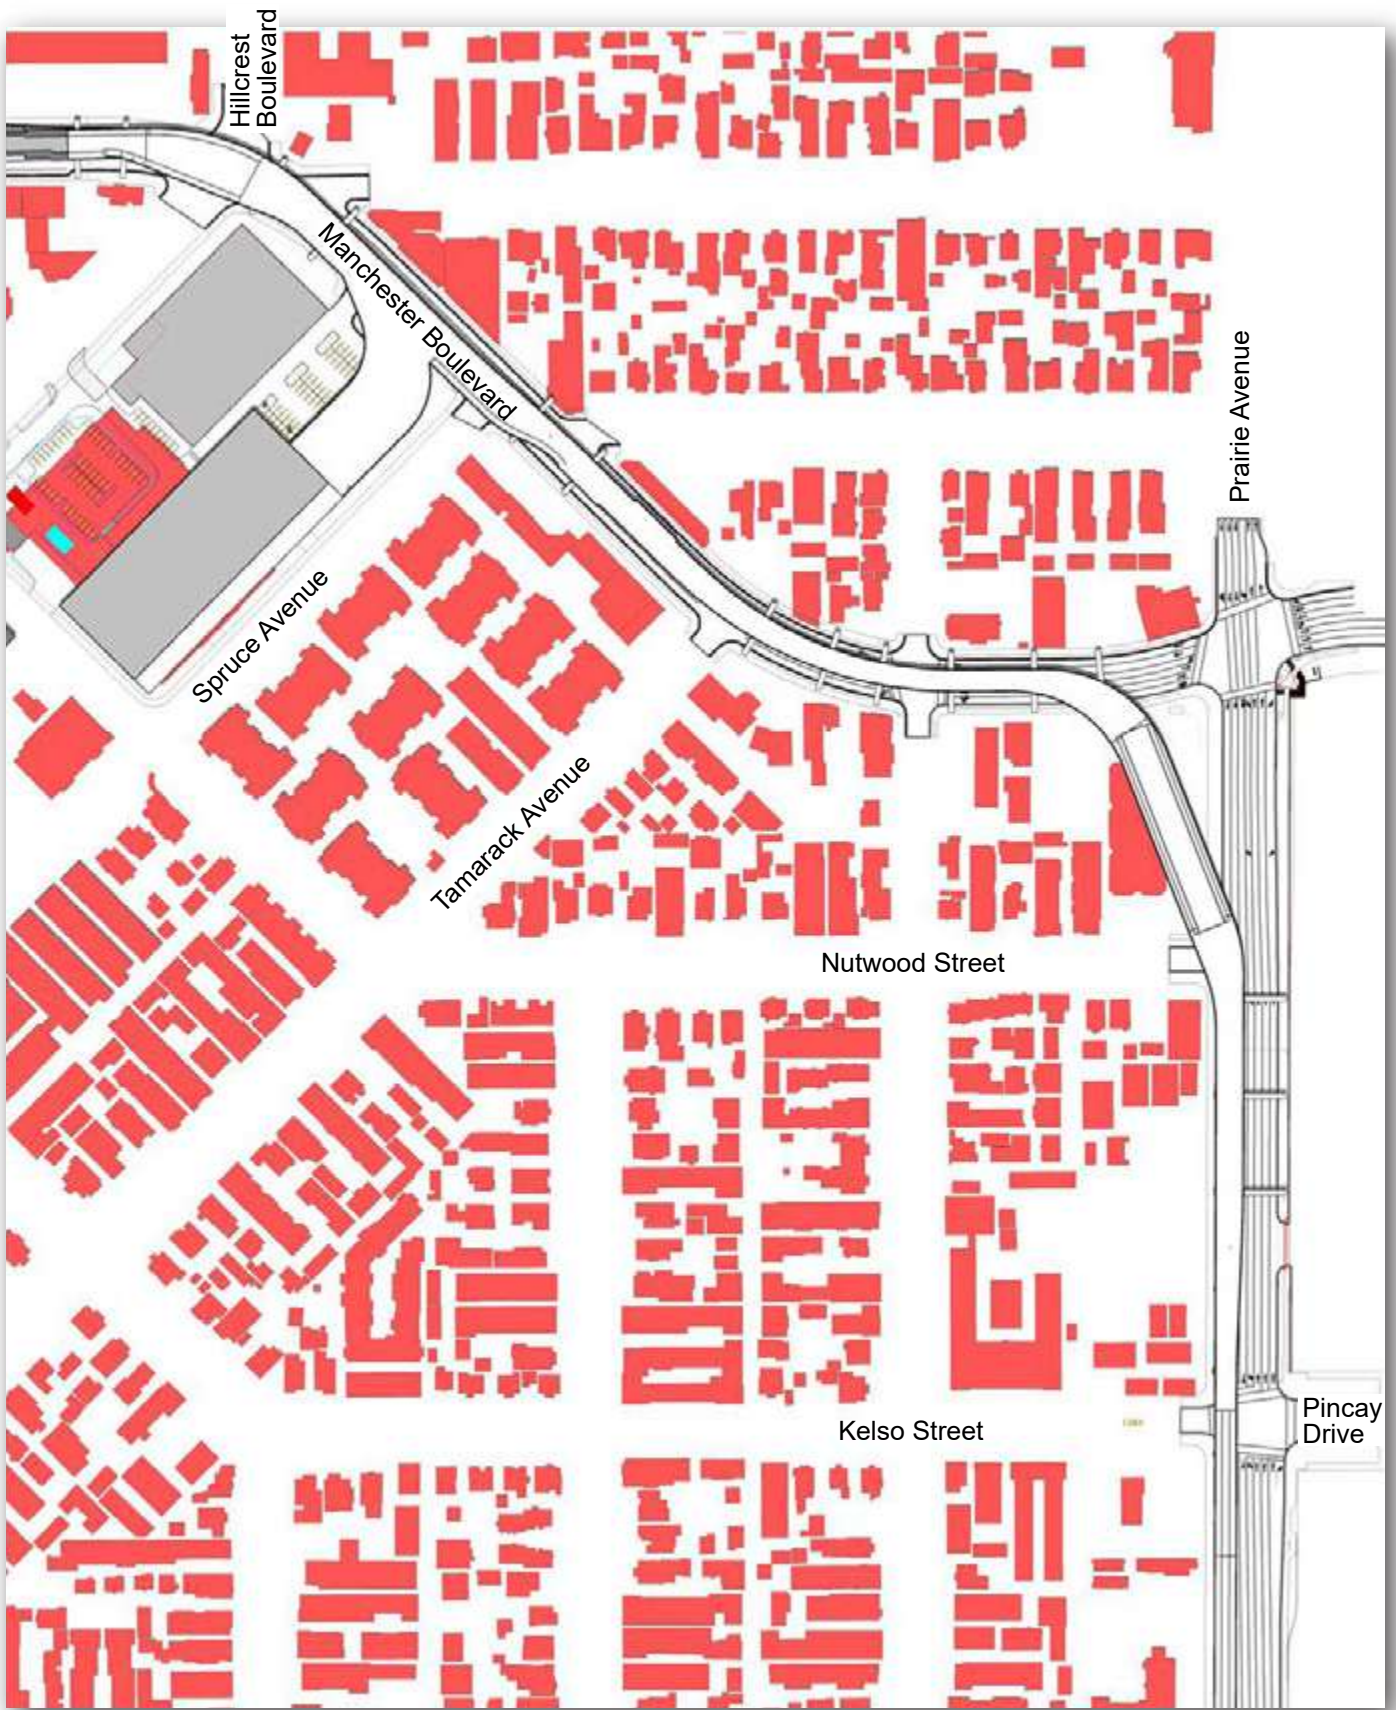 Hillcrest
Boulevard
Manchester Boulevard
Prairie Avenue
Spruce Avenue
Tamarack Avenue
Nutwood Street
Kelso Street
Pincay
Drive